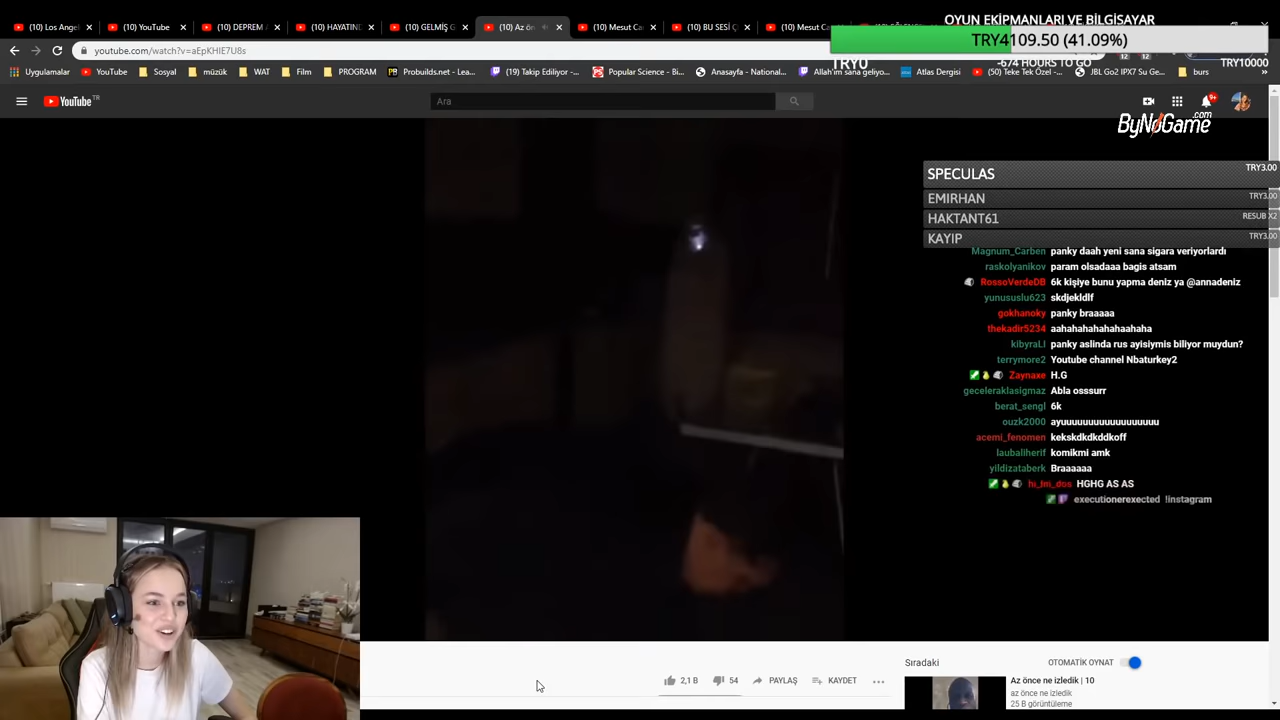 OYUN EKİPMANLARI VE BİLGİSAYAR
(10) Los Angel
(10) YouTube
(10) DEPREM A
(10) HAYATIND
(10) GELMİŞ G
(10) Az ön
(10) Mesut Ca
(10) BU SESİ Ç
(10) Mesut Ca
TRY4109.50 (41.09%)
youtube.com/watch?v=aEpKHIE7U8s
TRY0
-674 HOURS TO GO
TRY10000
Uygulamalar
YouTube
Sosyal
müzük
WAT
Film
PROGRAM
Probuilds.net - Lea...
(19) Takip Ediliyor -...
Popular Science - Bi...
Anasayfa - National...
Allah'ım sana geliyo...
Atlas Dergisi
(50) Teke Tek Özel -...
JBL Go2 IPX7 Su Ge...
burs
YouTube TR
Ara
9+
ByNoGame.com
SPECULAS TRY3.00
EMIRHAN TRY3.00
HAKTANT61 RESUB X2
KAYIP TRY3.00
Magnum_Carben panky daah yeni sana sigara veriyorlardı
raskolyanikov param olsadaaa bagis atsam
RossoVerdeDB 6k kişiye bunu yapma deniz ya @annadeniz
yunususlu623 skdjekldlf
gokhanoky panky braaaaa
thekadir5234 aahahahahahahaahaha
kibyraLI panky aslinda rus ayisiymis biliyor muydun?
terrymore2 Youtube channel Nbaturkey2
Zaynaxe H.G
geceleraklasigmaz Abla osssurr
berat_sengl 6k
ouzk2000 ayuuuuuuuuuuuuuuuuuu
acemi_fenomen kekskdkdkddkoff
laubaliherif komikmi amk
yildizataberk Braaaaaa
hi_Im_dos HGHG AS AS
executionerexected !instagram
Sıradaki
OTOMATİK OYNAT
2,1 B
54
PAYLAŞ
KAYDET
Az önce ne izledik | 10
az önce ne izledik
25 B görüntüleme